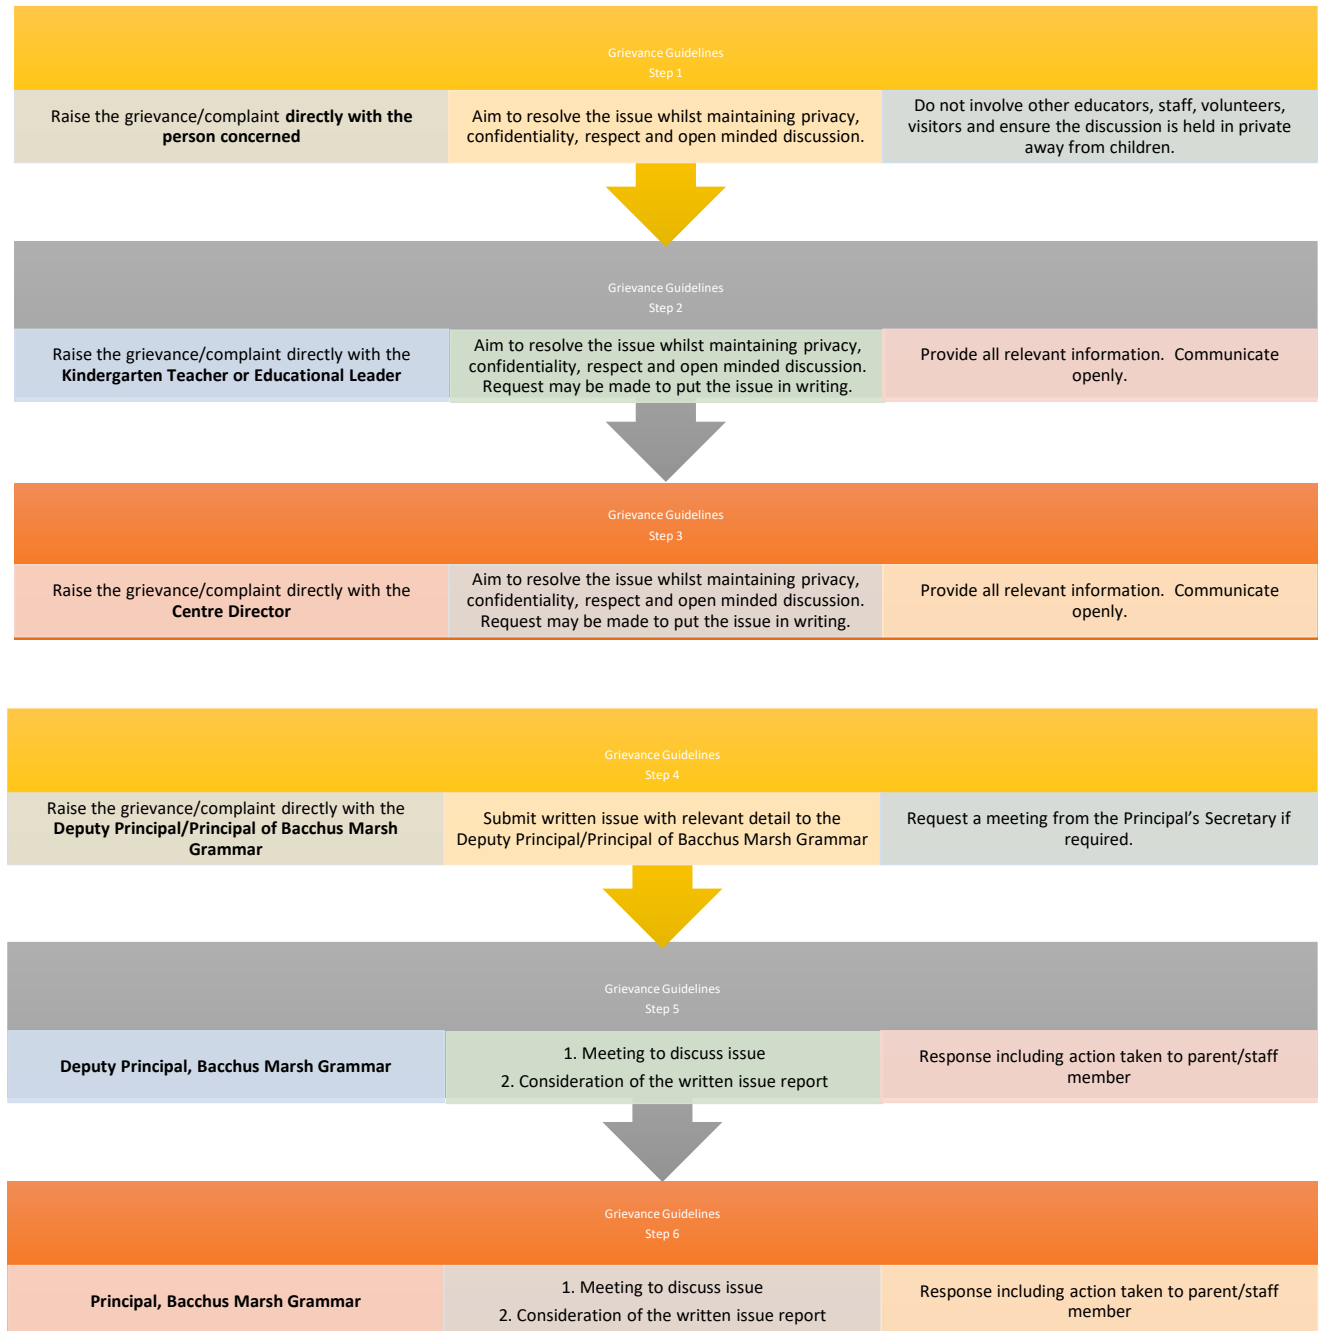 Grievance Guidelines
Step 1
Raise the grievance/complaint directly with the
person concerned
Aim to resolve the issue whilst maintaining privacy,
confidentiality, respect and open minded discussion.
Do not involve other educators, staff, volunteers,
visitors and ensure the discussion is held in private
away from children.
Grievance Guidelines
Step 2
Raise the grievance/complaint directly with the
Kindergarten Teacher or Educational Leader
Aim to resolve the issue whilst maintaining privacy,
confidentiality, respect and open minded discussion.
Request may be made to put the issue in writing.
Provide all relevant information.  Communicate
openly.
Grievance Guidelines
Step 3
Raise the grievance/complaint directly with the
Centre Director
Aim to resolve the issue whilst maintaining privacy,
confidentiality, respect and open minded discussion.
Request may be made to put the issue in writing.
Provide all relevant information.  Communicate
openly.
Grievance Guidelines
Step 4
Raise the grievance/complaint directly with the
Deputy Principal/Principal of Bacchus Marsh
Grammar
Submit written issue with relevant detail to the
Deputy Principal/Principal of Bacchus Marsh Grammar
Request a meeting from the Principal’s Secretary if
required.
Grievance Guidelines
Step 5
Deputy Principal, Bacchus Marsh Grammar
1. Meeting to discuss issue
2. Consideration of the written issue report
Response including action taken to parent/staff
member
Grievance Guidelines
Step 6
Principal, Bacchus Marsh Grammar
1. Meeting to discuss issue
2. Consideration of the written issue report
Response including action taken to parent/staff
member